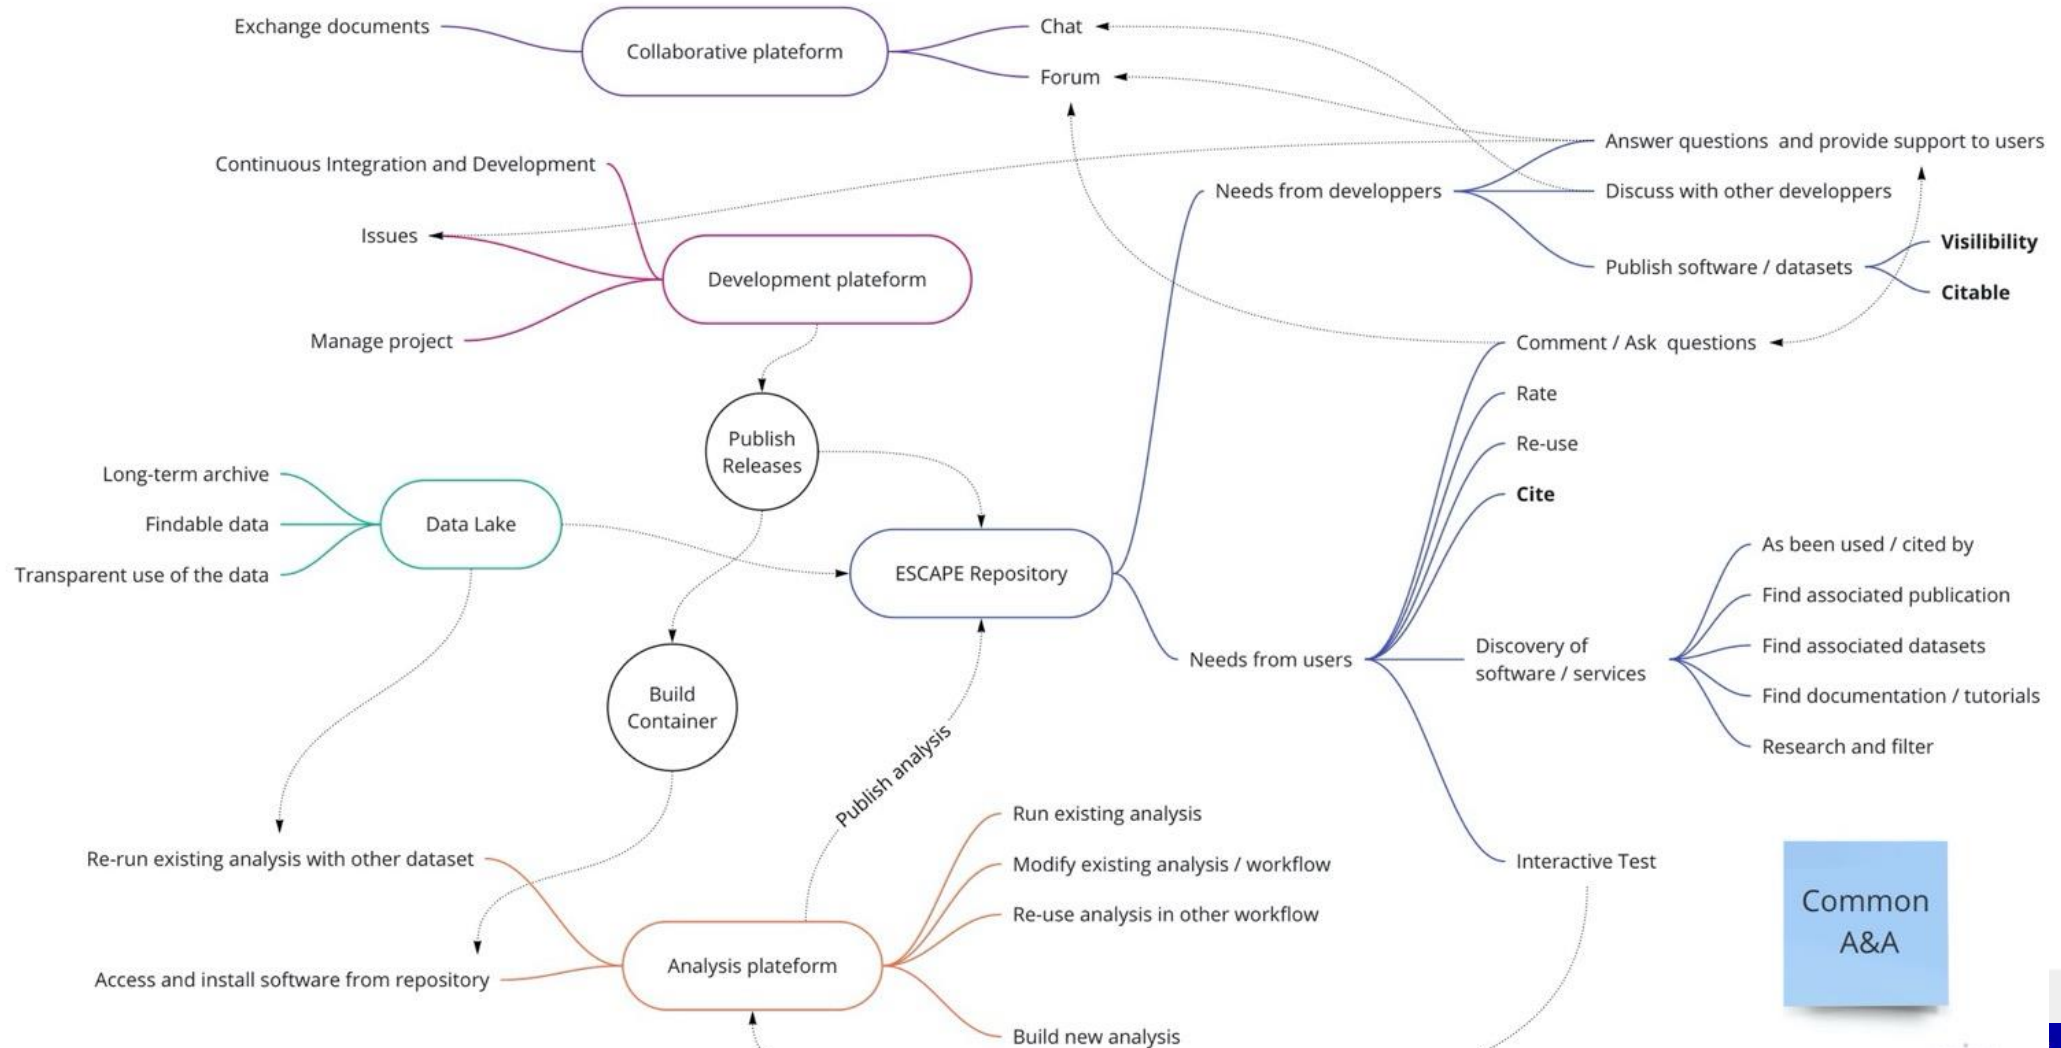 Exchange documents
Collaborative plateform
Chat
Forum
Continuous Integration and Development
Issues
Manage project
Development plateform
Needs from developpers
Answer questions and provide support to users
Discuss with other developpers
Publish software / datasets
Visilibility
Citable
Publish
Releases
Comment / Ask questions
Rate
Re-use
Cite
Long-term archive
Findable data
Transparent use of the data
Data Lake
ESCAPE Repository
Needs from users
Discovery of
software / services
As been used / cited by
Find associated publication
Find associated datasets
Find documentation / tutorials
Research and filter
Build
Container
Publish analysis
Interactive Test
Re-run existing analysis with other dataset
Access and install software from repository
Analysis plateform
Run existing analysis
Modify existing analysis / workflow
Re-use analysis in other workflow
Build new analysis
Common
A&A